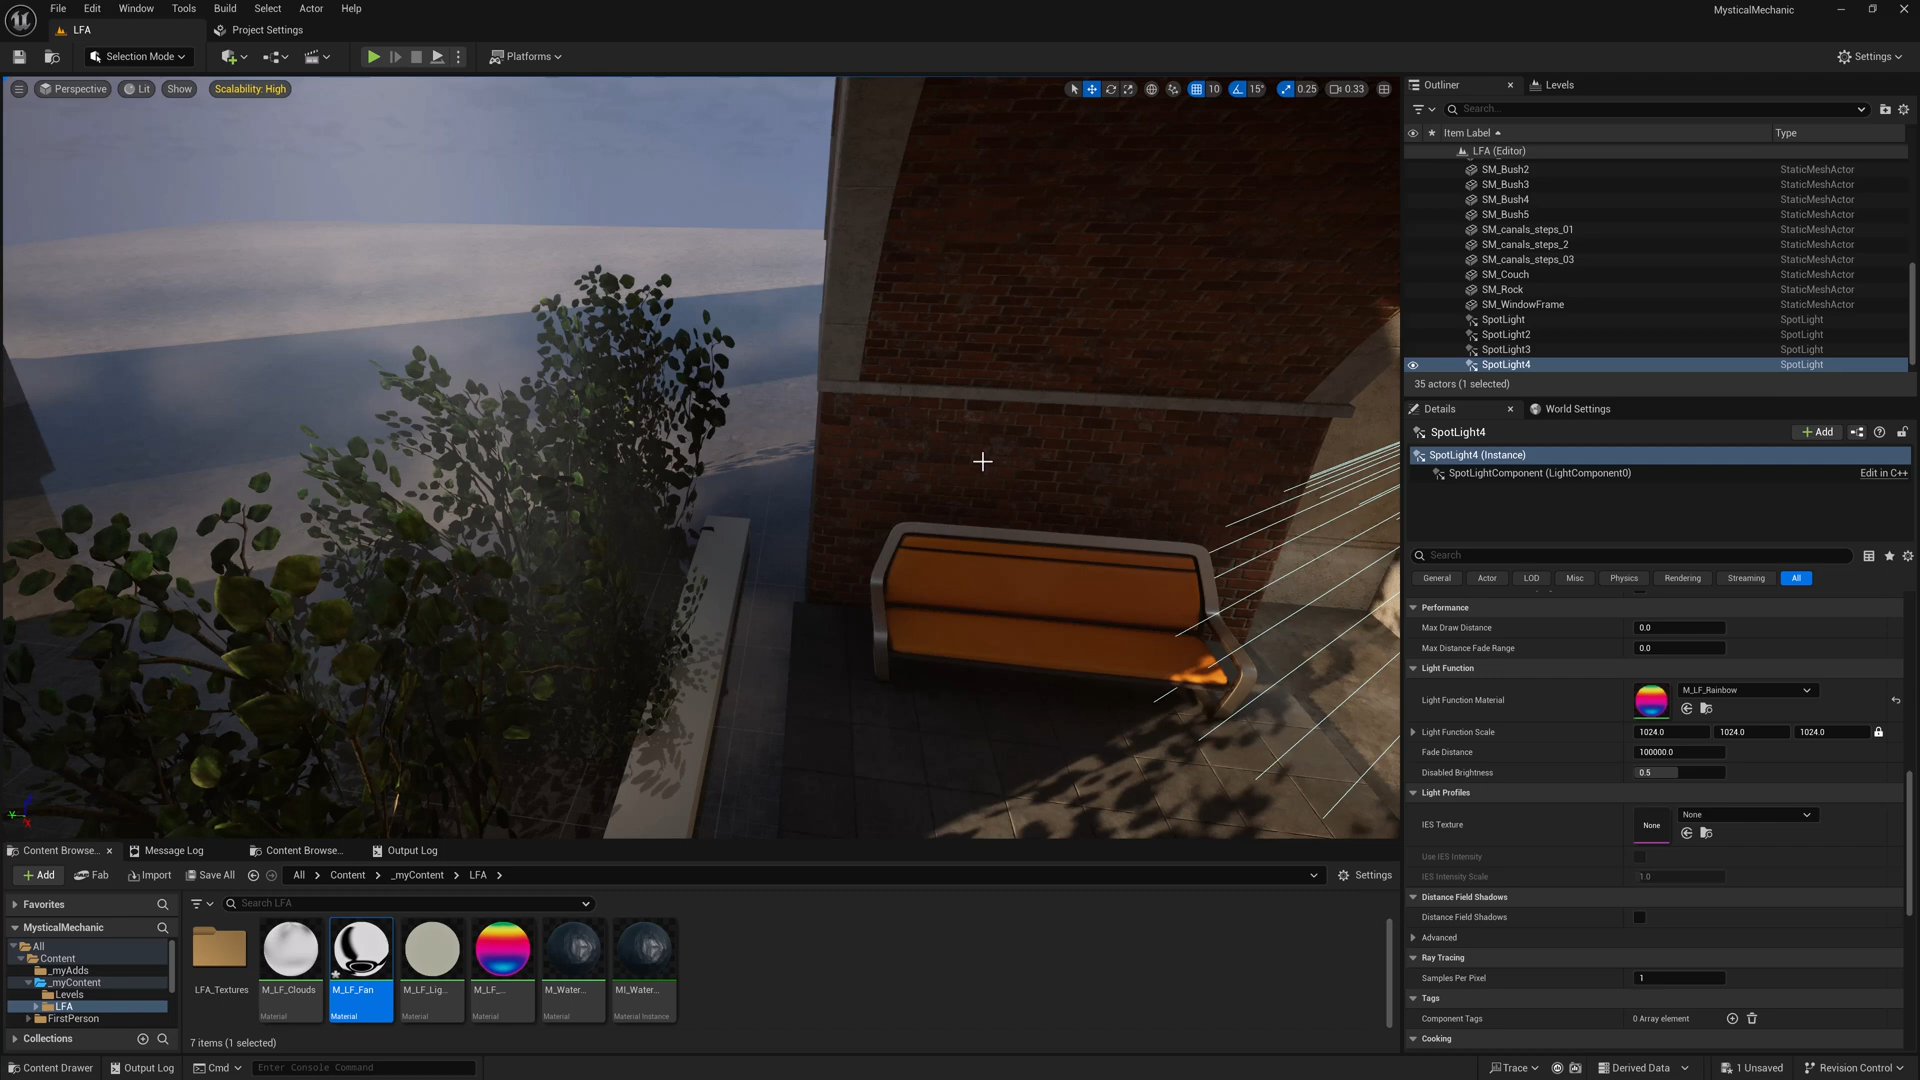 File Edit Window Tools Build Select Actor Help
MysticalMechanic
LFA
Project Settings
Selection Mode
Platforms
Settings
Perspective
Lit
Show
Scalability: High
10
15°
0.25
0.33
Outliner
Levels
Search...
Item Label
Type
LFA (Editor)
SM_Bush2 StaticMeshActor
SM_Bush3 StaticMeshActor
SM_Bush4 StaticMeshActor
SM_Bush5 StaticMeshActor
SM_canals_steps_01 StaticMeshActor
SM_canals_steps_2 StaticMeshActor
SM_canals_steps_03 StaticMeshActor
SM_Couch StaticMeshActor
SM_Rock StaticMeshActor
SM_WindowFrame StaticMeshActor
SpotLight SpotLight
SpotLight2 SpotLight
SpotLight3 SpotLight
SpotLight4 SpotLight
35 actors (1 selected)
Details
World Settings
SpotLight4
Add
SpotLight4 (Instance)
SpotLightComponent (LightComponent0)
Edit in C++
Search
General Actor LOD Misc Physics Rendering Streaming All
Performance
Max Draw Distance 0.0
Max Distance Fade Range 0.0
Light Function
Light Function Material
M_LF_Rainbow
Light Function Scale 1024.0 1024.0 1024.0
Fade Distance 100000.0
Disabled Brightness 0.5
Light Profiles
IES Texture
None
None
Use IES Intensity
IES Intensity Scale 1.0
Distance Field Shadows
Distance Field Shadows
Advanced
Ray Tracing
Samples Per Pixel 1
Tags
Component Tags 0 Array element
Cooking
Content Browse...
Message Log
Content Browse...
Output Log
Add
Fab
Import
Save All
All > Content > _myContent > LFA >
Settings
Favorites
MysticalMechanic
All
Content
_myAdds
_myContent
Levels
LFA
FirstPerson
Collections
Search LFA
LFA_Textures
M_LF_Clouds
Material
M_LF_Fan
Material
M_LF_Lig...
Material
M_LF_...
Material
M_Water...
Material
MI_Water...
Material Instance
7 items (1 selected)
Content Drawer
Output Log
Cmd
Enter Console Command
Trace
Derived Data
1 Unsaved
Revision Control